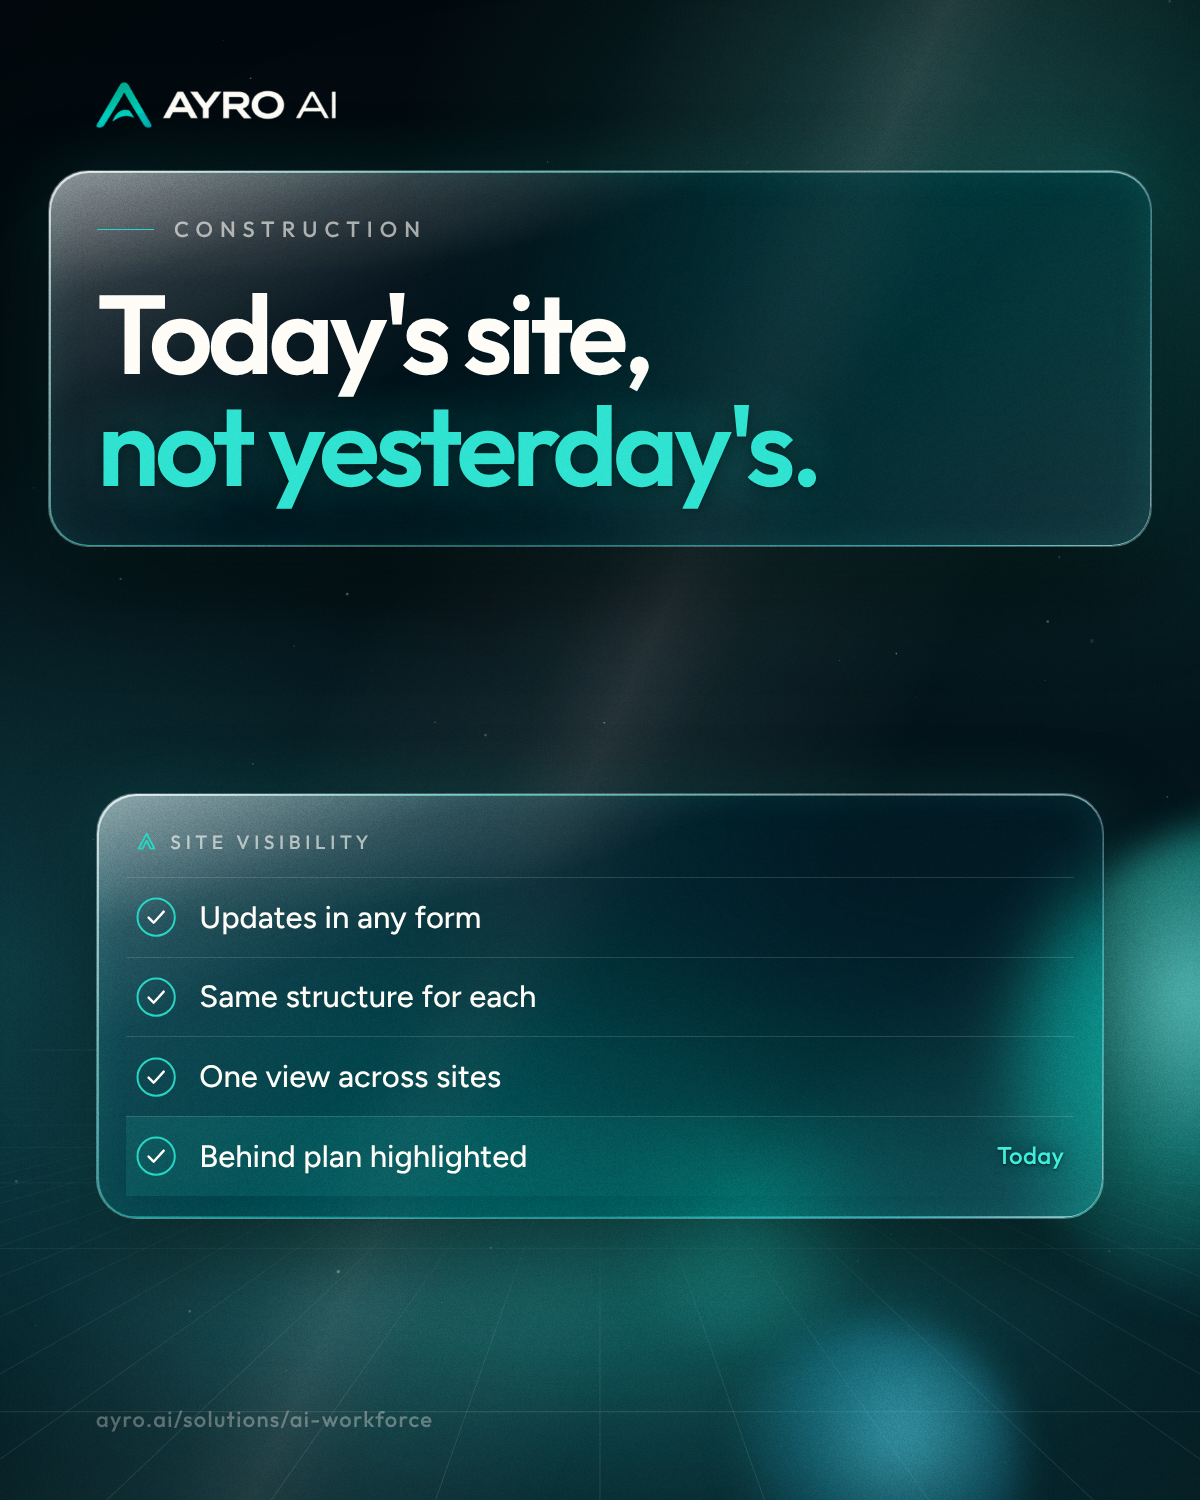 AYRO AI
CONSTRUCTION
Today's site,
not yesterday's.
SITE VISIBILITY
Updates in any form
Same structure for each
One view across sites
Behind plan highlighted
Today
ayro.ai/solutions/ai-workforce